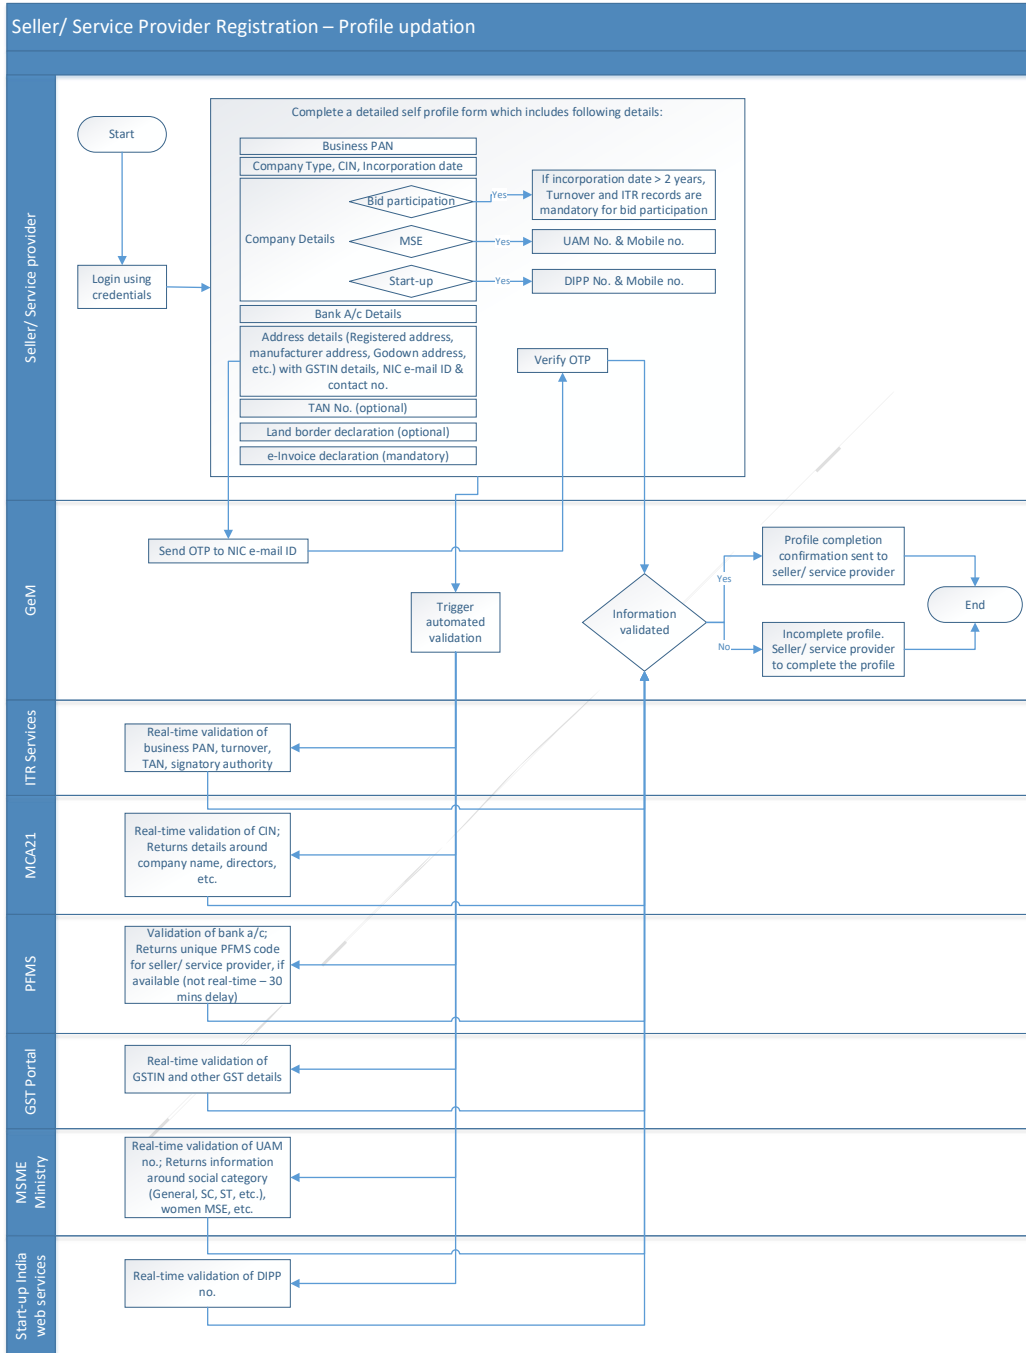 Seller/ Service Provider Registration – Profile updation
Seller/ Service provider
Start
Login using
credentials
Complete a detailed self profile form which includes following details:
Business PAN
Company Type, CIN, Incorporation date
Company Details
Bid participation
Yes
If incorporation date > 2 years,
Turnover and ITR records are
mandatory for bid participation
MSE
Yes
UAM No. & Mobile no.
Start-up
Yes
DIPP No. & Mobile no.
Bank A/c Details
Address details (Registered address,
manufacturer address, Godown address,
etc.) with GSTIN details, NIC e-mail ID &
contact no.
TAN No. (optional)
Land border declaration (optional)
e-Invoice declaration (mandatory)
Verify OTP
GeM
Send OTP to NIC e-mail ID
Trigger
automated
validation
Information
validated
Yes
No
Profile completion
confirmation sent to
seller/ service provider
Incomplete profile.
Seller/ service provider
to complete the profile
End
ITR Services
Real-time validation of
business PAN, turnover,
TAN, signatory authority
MCA21
Real-time validation of CIN;
Returns details around
company name, directors,
etc.
PFMS
Validation of bank a/c;
Returns unique PFMS code
for seller/ service provider, if
available (not real-time – 30
mins delay)
GST Portal
Real-time validation of
GSTIN and other GST details
MSME
Ministry
Real-time validation of UAM
no.; Returns information
around social category
(General, SC, ST, etc.),
women MSE, etc.
Start-up India
web services
Real-time validation of DIPP
no.